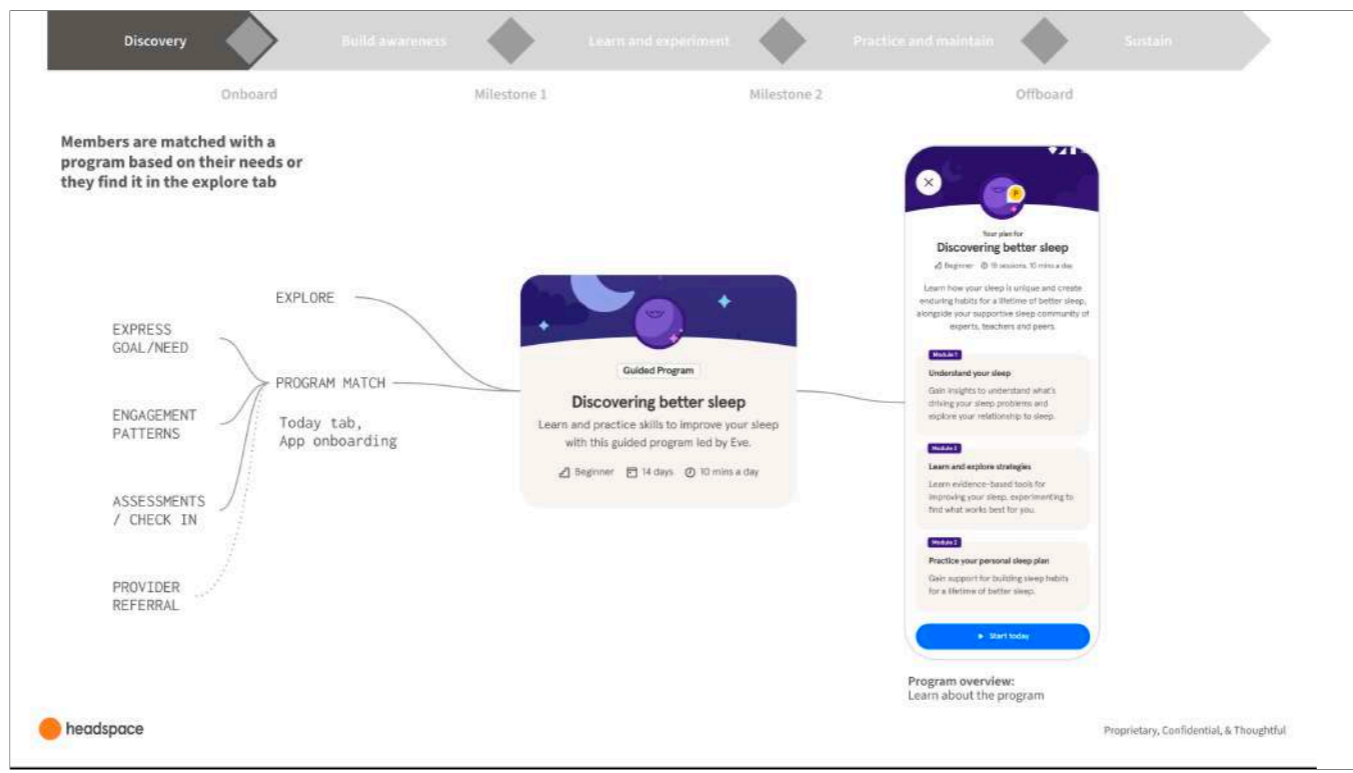 Discovery
Build awareness
Learn and experiment
Practice and maintain
Sustain
Onboard
Milestone 1
Milestone 2
Offboard
Members are matched with a
program based on their needs or
they find it in the explore tab
EXPLORE
EXPRESS
GOAL/NEED
PROGRAM MATCH
Today tab,
App onboarding
ENGAGEMENT
PATTERNS
ASSESSMENTS
/ CHECK IN
PROVIDER
REFERRAL
Guided Program
Discovering better sleep
Learn and practice skills to improve your sleep
with this guided program led by Eve.
Beginner 14 days 10 mins a day
P
Your plan for
Discovering better sleep
Beginner sessions, 10 mins a day
Learn how your sleep is unique and create
enduring habits for a lifetime of better sleep,
alongside your supportive sleep community of
experts, teachers and peers
Module 1
Understand your sleep
Gain insights to understand what's
driving your sleep problems and
explore your relationship to sleep.
Module 2
Learn and explore strategies
Learn evidence-based tools for
improving your sleep, experimenting to
find what works best for you.
Module
Practice your personal sleep plan
Gain support for building sleep habits
for a lifetime of better sleep.
Start today
Program overview:
Learn about the program
headspace
Proprietary, Confidential, & Thoughtful